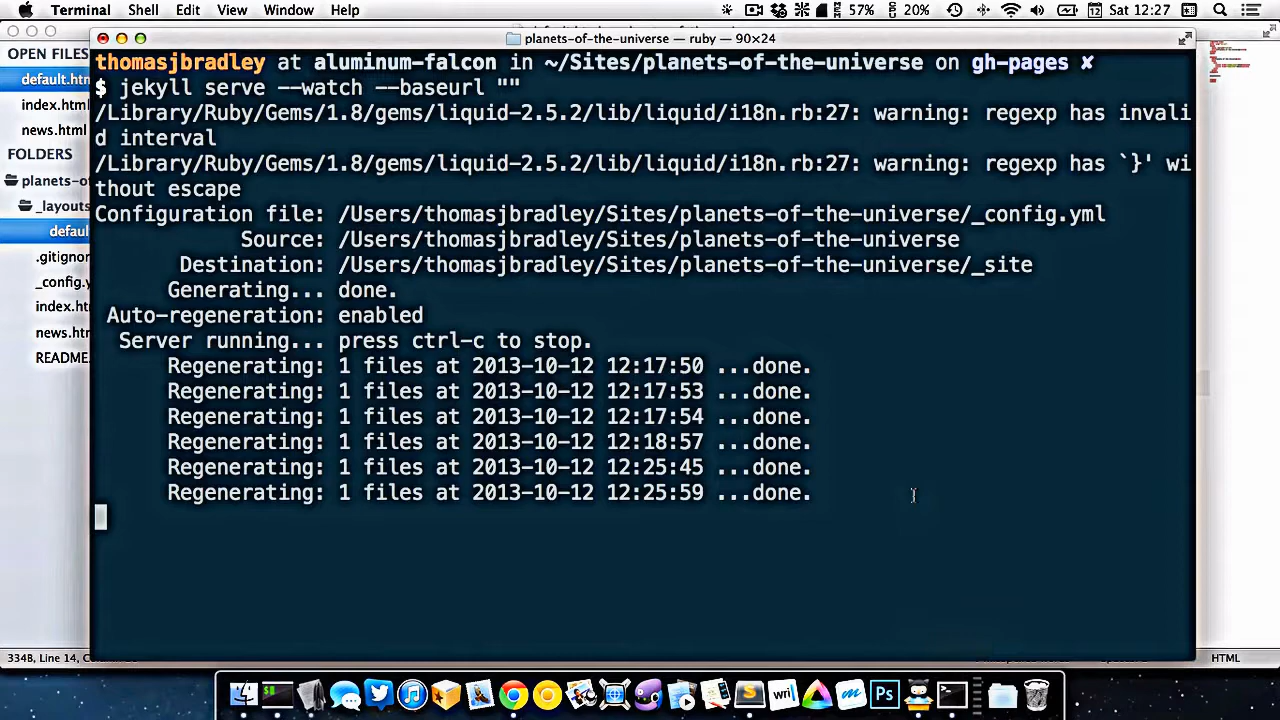 Terminal Shell Edit View Window Help 57% 20% 12 Sat 12:27
planets-of-the-universe — ruby — 90×24
OPEN FILES
default.htm
index.html
news.html
FOLDERS
planets-o
_layouts
defaul
.gitignor
_config.y
index.htm
news.htm
README
thomasjbradley at aluminum-falcon in ~/Sites/planets-of-the-universe on gh-pages ✘
$ jekyll serve --watch --baseurl ""
/Library/Ruby/Gems/1.8/gems/liquid-2.5.2/lib/liquid/i18n.rb:27: warning: regexp has invali
d interval
/Library/Ruby/Gems/1.8/gems/liquid-2.5.2/lib/liquid/i18n.rb:27: warning: regexp has `}' wi
thout escape
Configuration file: /Users/thomasjbradley/Sites/planets-of-the-universe/_config.yml
Source: /Users/thomasjbradley/Sites/planets-of-the-universe
Destination: /Users/thomasjbradley/Sites/planets-of-the-universe/_site
Generating... done.
Auto-regeneration: enabled
Server running... press ctrl-c to stop.
Regenerating: 1 files at 2013-10-12 12:17:50 ...done.
Regenerating: 1 files at 2013-10-12 12:17:53 ...done.
Regenerating: 1 files at 2013-10-12 12:17:54 ...done.
Regenerating: 1 files at 2013-10-12 12:18:57 ...done.
Regenerating: 1 files at 2013-10-12 12:25:45 ...done.
Regenerating: 1 files at 2013-10-12 12:25:59 ...done.
334B, Line 14, HTML
wri Ps